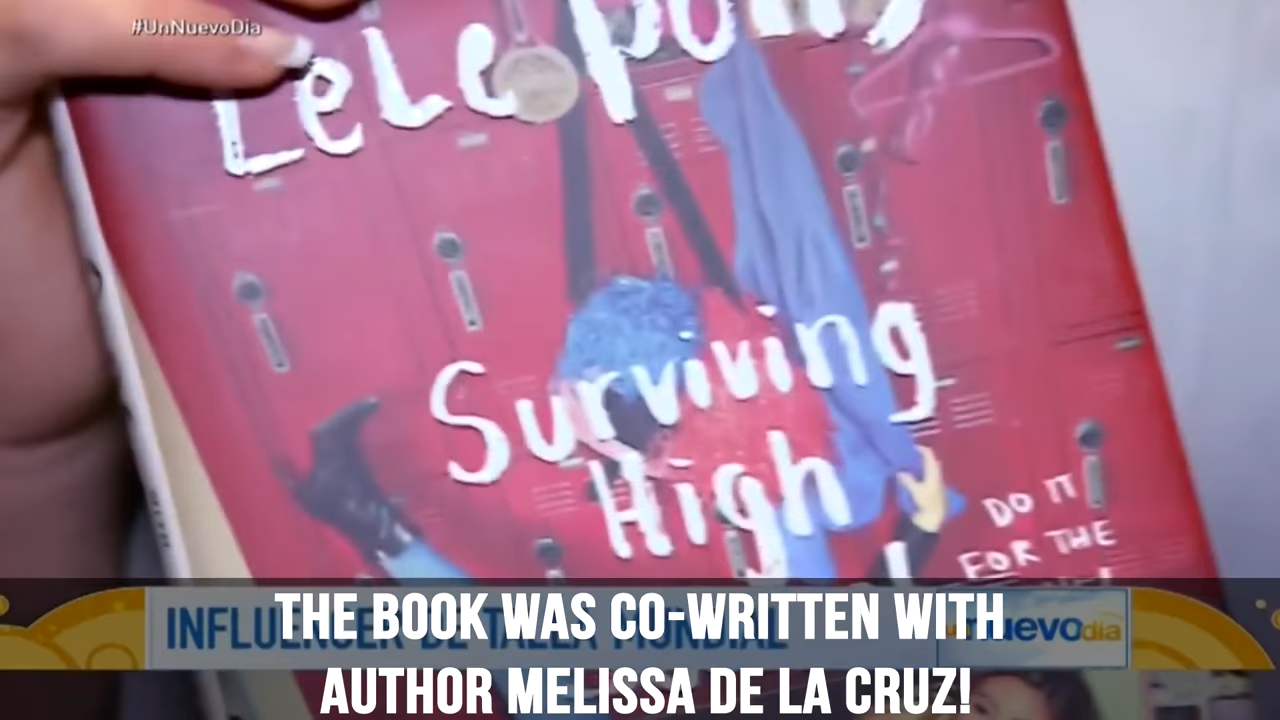 #UnNuevoDia
LeLe Pons
Surviving
High
DO IT
FOR THE
INFLUENCER DE TALLA MUNDIAL
nuevodia
THE BOOK WAS CO-WRITTEN WITH
AUTHOR MELISSA DE LA CRUZ!